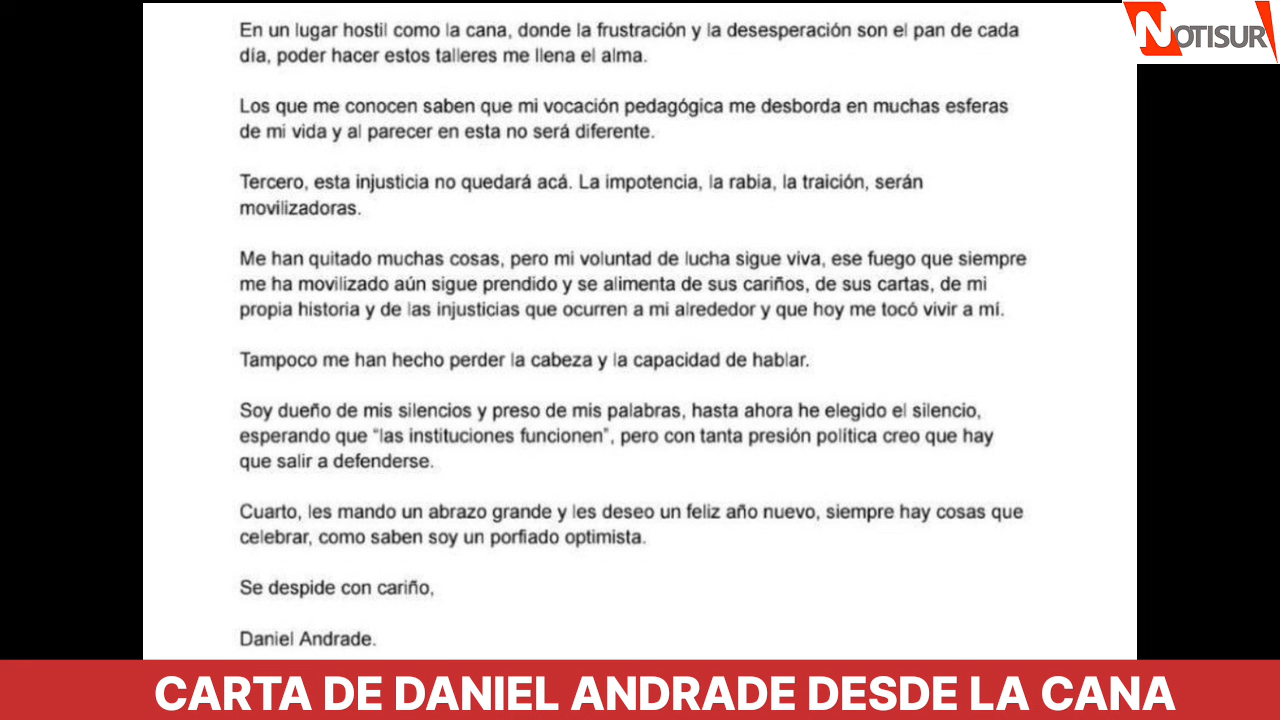 NOTISUR
En un lugar hostil como la cana, donde la frustración y la desesperación son el pan de cada
día, poder hacer estos talleres me llena el alma.
Los que me conocen saben que mi vocación pedagógica me desborda en muchas esferas
de mi vida y al parecer en esta no será diferente.
Tercero, esta injusticia no quedará acá. La impotencia, la rabia, la traición, serán
movilizadoras.
Me han quitado muchas cosas, pero mi voluntad de lucha sigue viva, ese fuego que siempre
me ha movilizado aún sigue prendido y se alimenta de sus cariños, de sus cartas, de mi
propia historia y de las injusticias que ocurren a mi alrededor y que hoy me tocó vivir a mí.
Tampoco me han hecho perder la cabeza y la capacidad de hablar.
Soy dueño de mis silencios y preso de mis palabras, hasta ahora he elegido el silencio,
esperando que “las instituciones funcionen”, pero con tanta presión política creo que hay
que salir a defenderse.
Cuarto, les mando un abrazo grande y les deseo un feliz año nuevo, siempre hay cosas que
celebrar, como saben soy un porfiado optimista.
Se despide con cariño,
Daniel Andrade.
CARTA DE DANIEL ANDRADE DESDE LA CANA